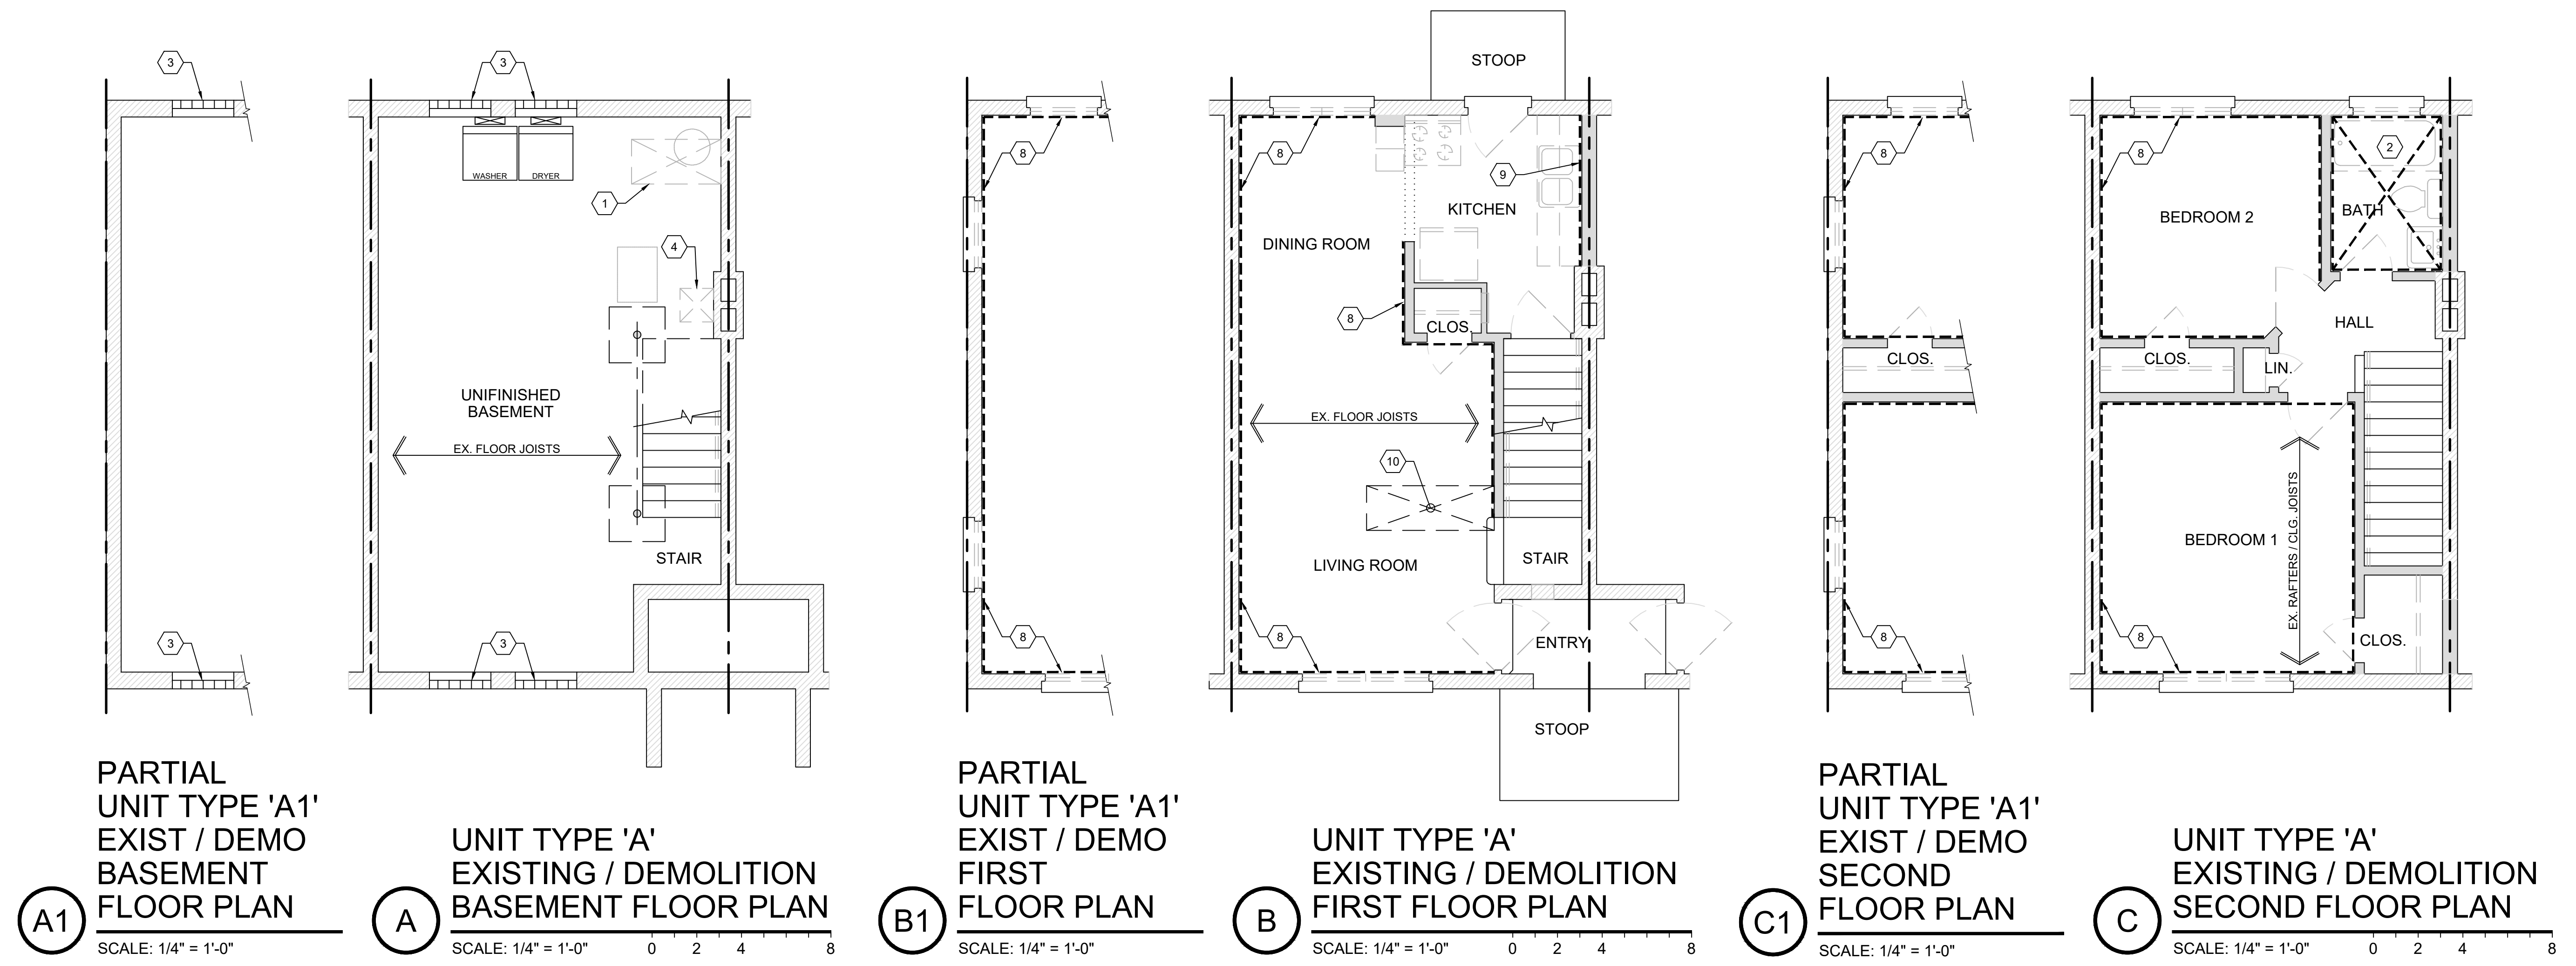 3
3
PARTIAL
UNIT TYPE 'A1'
EXIST / DEMO
BASEMENT
FLOOR PLAN
A1
SCALE: 1/4" = 1'-0"
3
WASHER
DRYER
1
4
UNIFINISHED
BASEMENT
EX. FLOOR JOISTS
STAIR
3
UNIT TYPE 'A'
EXISTING / DEMOLITION
BASEMENT FLOOR PLAN
A
SCALE: 1/4" = 1'-0"
0 2 4 8
8
8
PARTIAL
UNIT TYPE 'A1'
EXIST / DEMO
FIRST
FLOOR PLAN
B1
SCALE: 1/4" = 1'-0"
STOOP
8
9
KITCHEN
DINING ROOM
8
CLOS.
EX. FLOOR JOISTS
10
STAIR
LIVING ROOM
8
ENTRY
STOOP
UNIT TYPE 'A'
EXISTING / DEMOLITION
FIRST FLOOR PLAN
B
SCALE: 1/4" = 1'-0"
0 2 4 8
8
CLOS.
8
PARTIAL
UNIT TYPE 'A1'
EXIST / DEMO
SECOND
FLOOR PLAN
C1
SCALE: 1/4" = 1'-0"
8
2
BEDROOM 2
BATH
HALL
CLOS.
LIN.
BEDROOM 1
EX. RAFTERS / CLG. JOISTS
8
CLOS.
UNIT TYPE 'A'
EXISTING / DEMOLITION
SECOND FLOOR PLAN
C
SCALE: 1/4" = 1'-0"
0 2 4 8